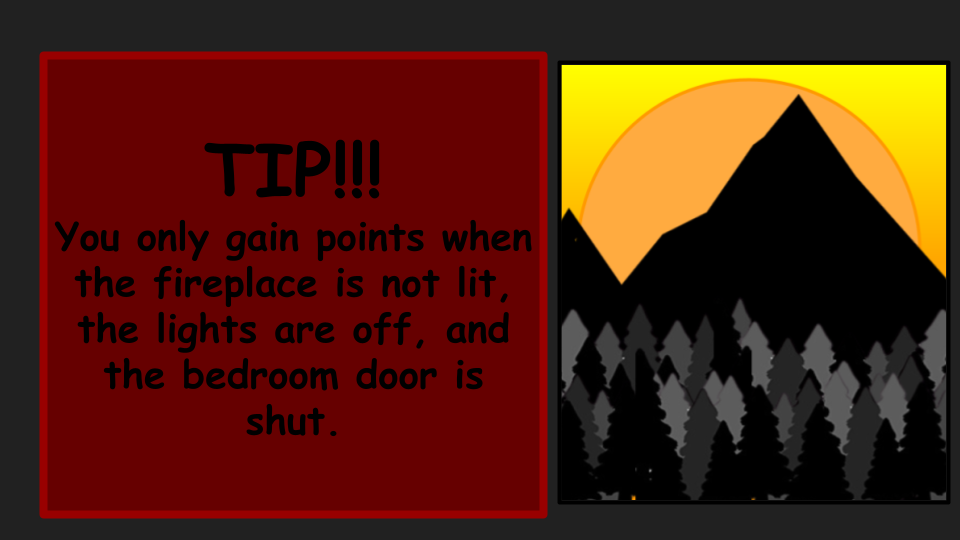 TIP!!!
You only gain points when
the fireplace is not lit,
the lights are off, and
the bedroom door is
shut.